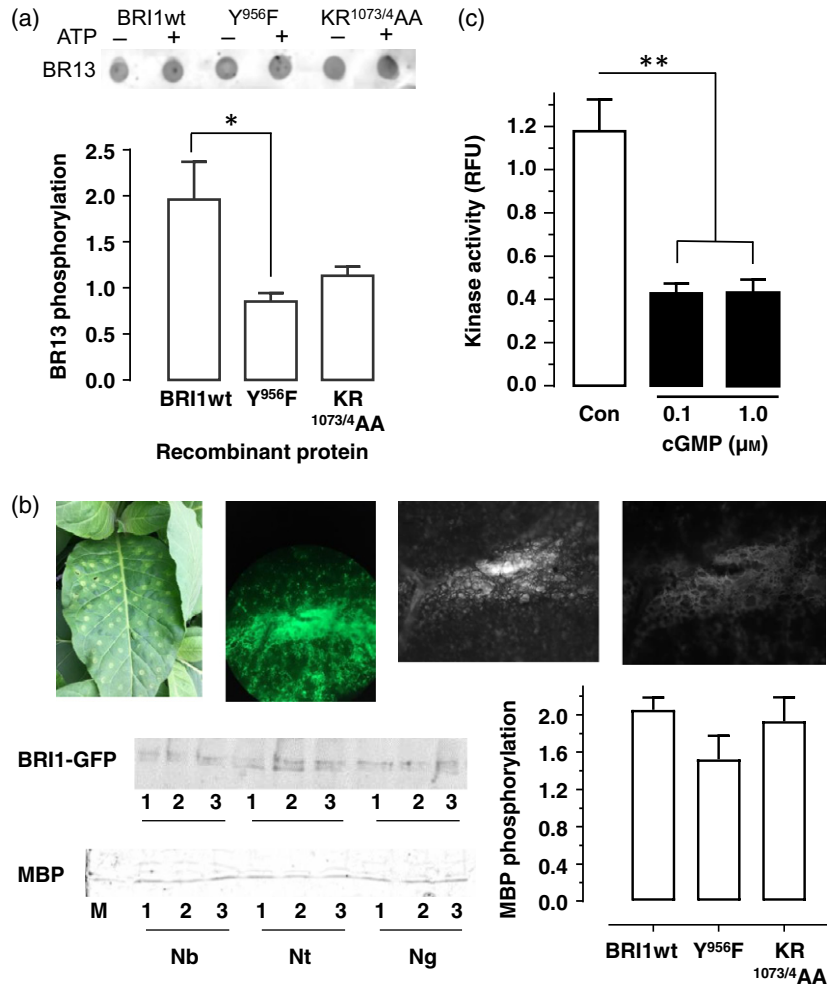 (a)
BRI1wt Y⁹⁵⁶F KR¹⁰⁷³/⁴AA
ATP – + – + – +
BR13
BR13 phosphorylation
2.5
2.0
1.5
1.0
0.5
0.0
*
BRI1wt Y⁹⁵⁶F KR
¹⁰⁷³/⁴AA
Recombinant protein
(c)
**
Kinase activity (RFU)
1.2
1.0
0.8
0.6
0.4
0.2
0.0
Con 0.1 1.0
cGMP (μM)
(b)
BRI1-GFP
1 2 3 1 2 3 1 2 3
MBP
M 1 2 3 1 2 3 1 2 3
Nb Nt Ng
MBP phosphorylation
2.0
1.6
1.2
0.8
0.4
0.0
BRI1wt Y⁹⁵⁶F KR
¹⁰⁷³/⁴AA